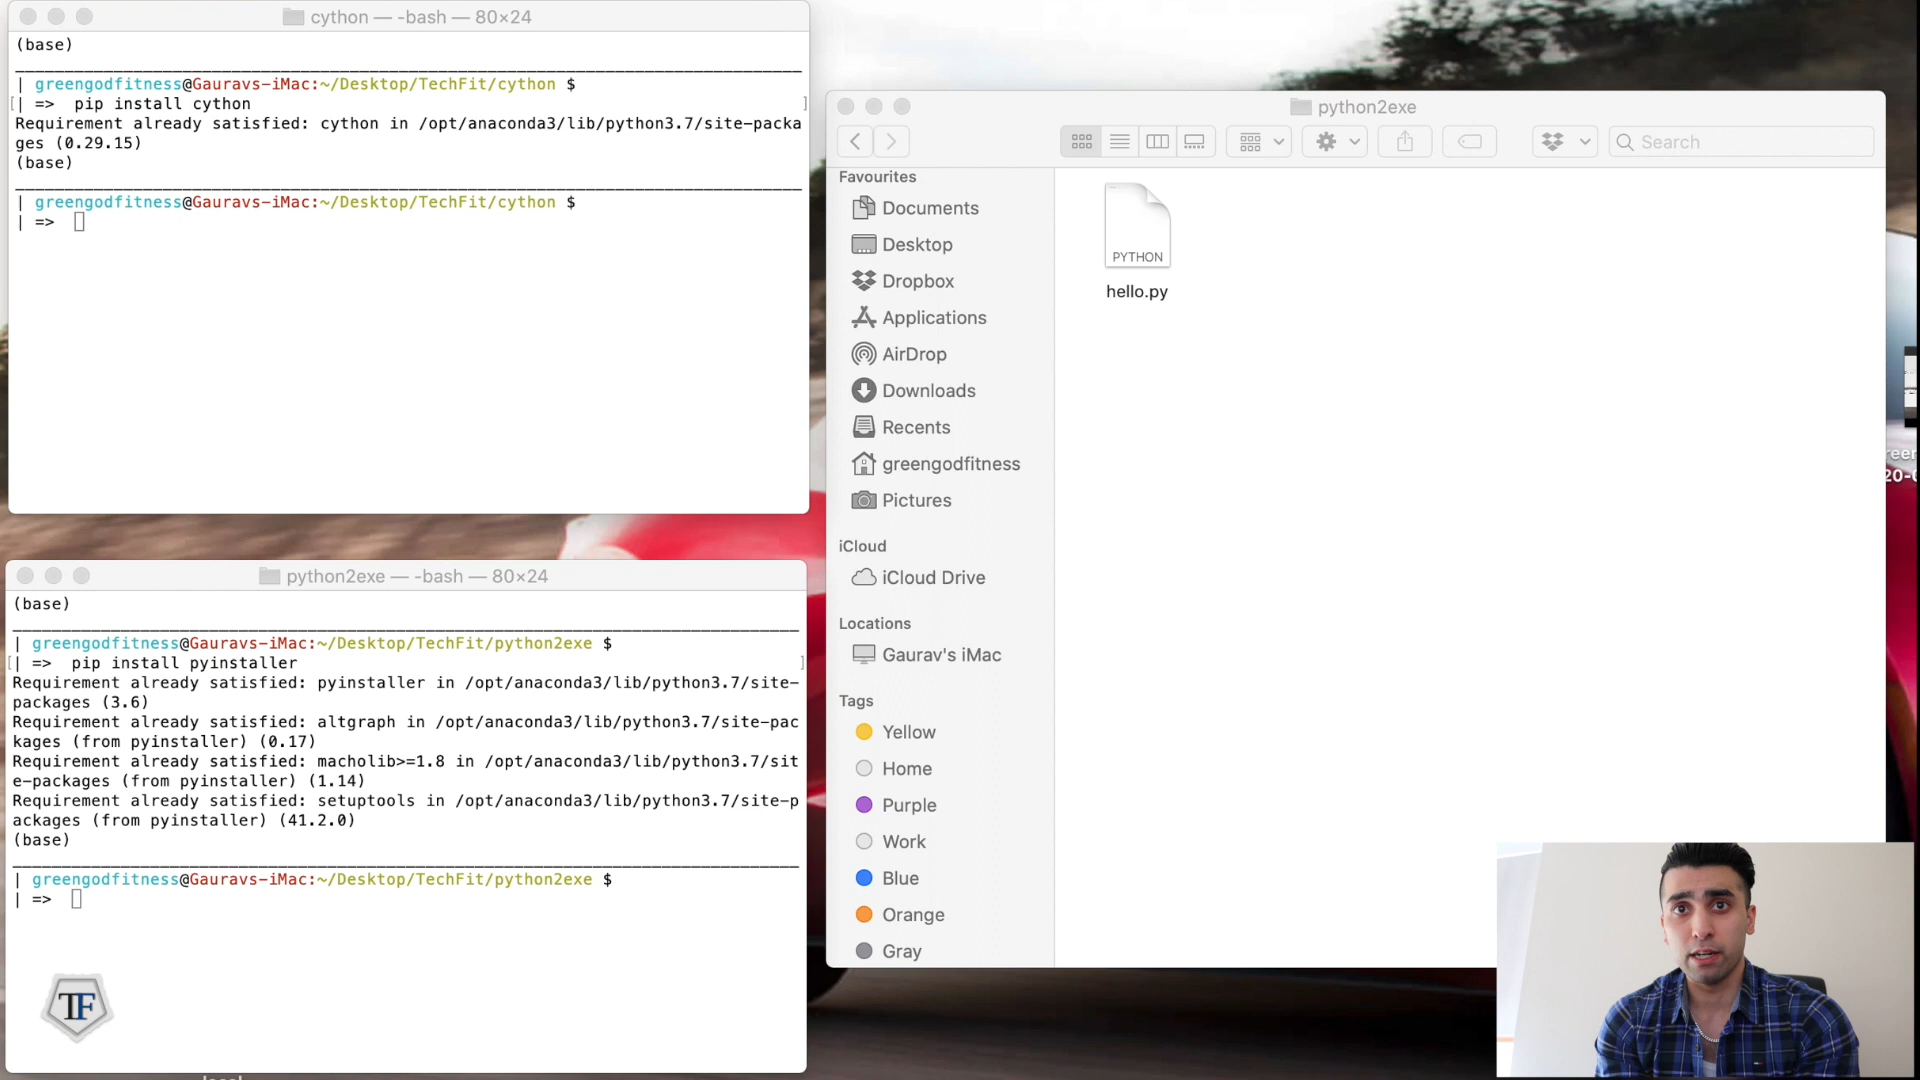 cython — -bash — 80×24
(base)
| greengodfitness@Gauravs-iMac:~/Desktop/TechFit/cython $
[| => pip install cython ]
Requirement already satisfied: cython in /opt/anaconda3/lib/python3.7/site-packa
ges (0.29.15)
(base)
| greengodfitness@Gauravs-iMac:~/Desktop/TechFit/cython $
| =>
python2exe — -bash — 80×24
(base)
| greengodfitness@Gauravs-iMac:~/Desktop/TechFit/python2exe $
[| => pip install pyinstaller ]
Requirement already satisfied: pyinstaller in /opt/anaconda3/lib/python3.7/site-
packages (3.6)
Requirement already satisfied: altgraph in /opt/anaconda3/lib/python3.7/site-pac
kages (from pyinstaller) (0.17)
Requirement already satisfied: macholib>=1.8 in /opt/anaconda3/lib/python3.7/sit
e-packages (from pyinstaller) (1.14)
Requirement already satisfied: setuptools in /opt/anaconda3/lib/python3.7/site-p
ackages (from pyinstaller) (41.2.0)
(base)
| greengodfitness@Gauravs-iMac:~/Desktop/TechFit/python2exe $
| =>
TF
python2exe
Search
Favourites
Documents
Desktop
Dropbox
Applications
AirDrop
Downloads
Recents
greengodfitness
Pictures
iCloud
iCloud Drive
Locations
Gaurav's iMac
Tags
Yellow
Home
Purple
Work
Blue
Orange
Gray
PYTHON
hello.py